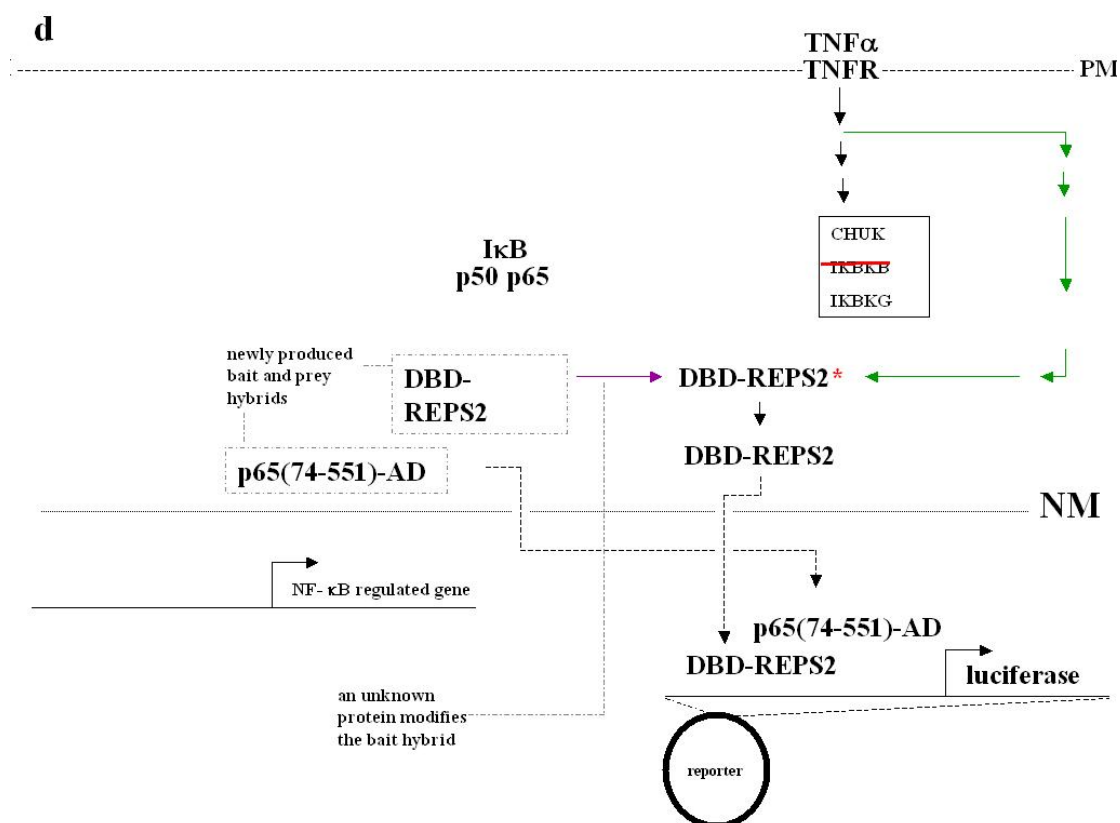 d
TNFα
TNFR
PM
CHUK
IKBKB
IKBKG
IκB
p50 p65
newly produced
bait and prey
hybrids
DBD-
REPS2
DBD-REPS2*
DBD-REPS2
p65(74-551)-AD
NM
NF- κB regulated gene
p65(74-551)-AD
DBD-REPS2
luciferase
an unknown
protein modifies
the bait hybrid
reporter